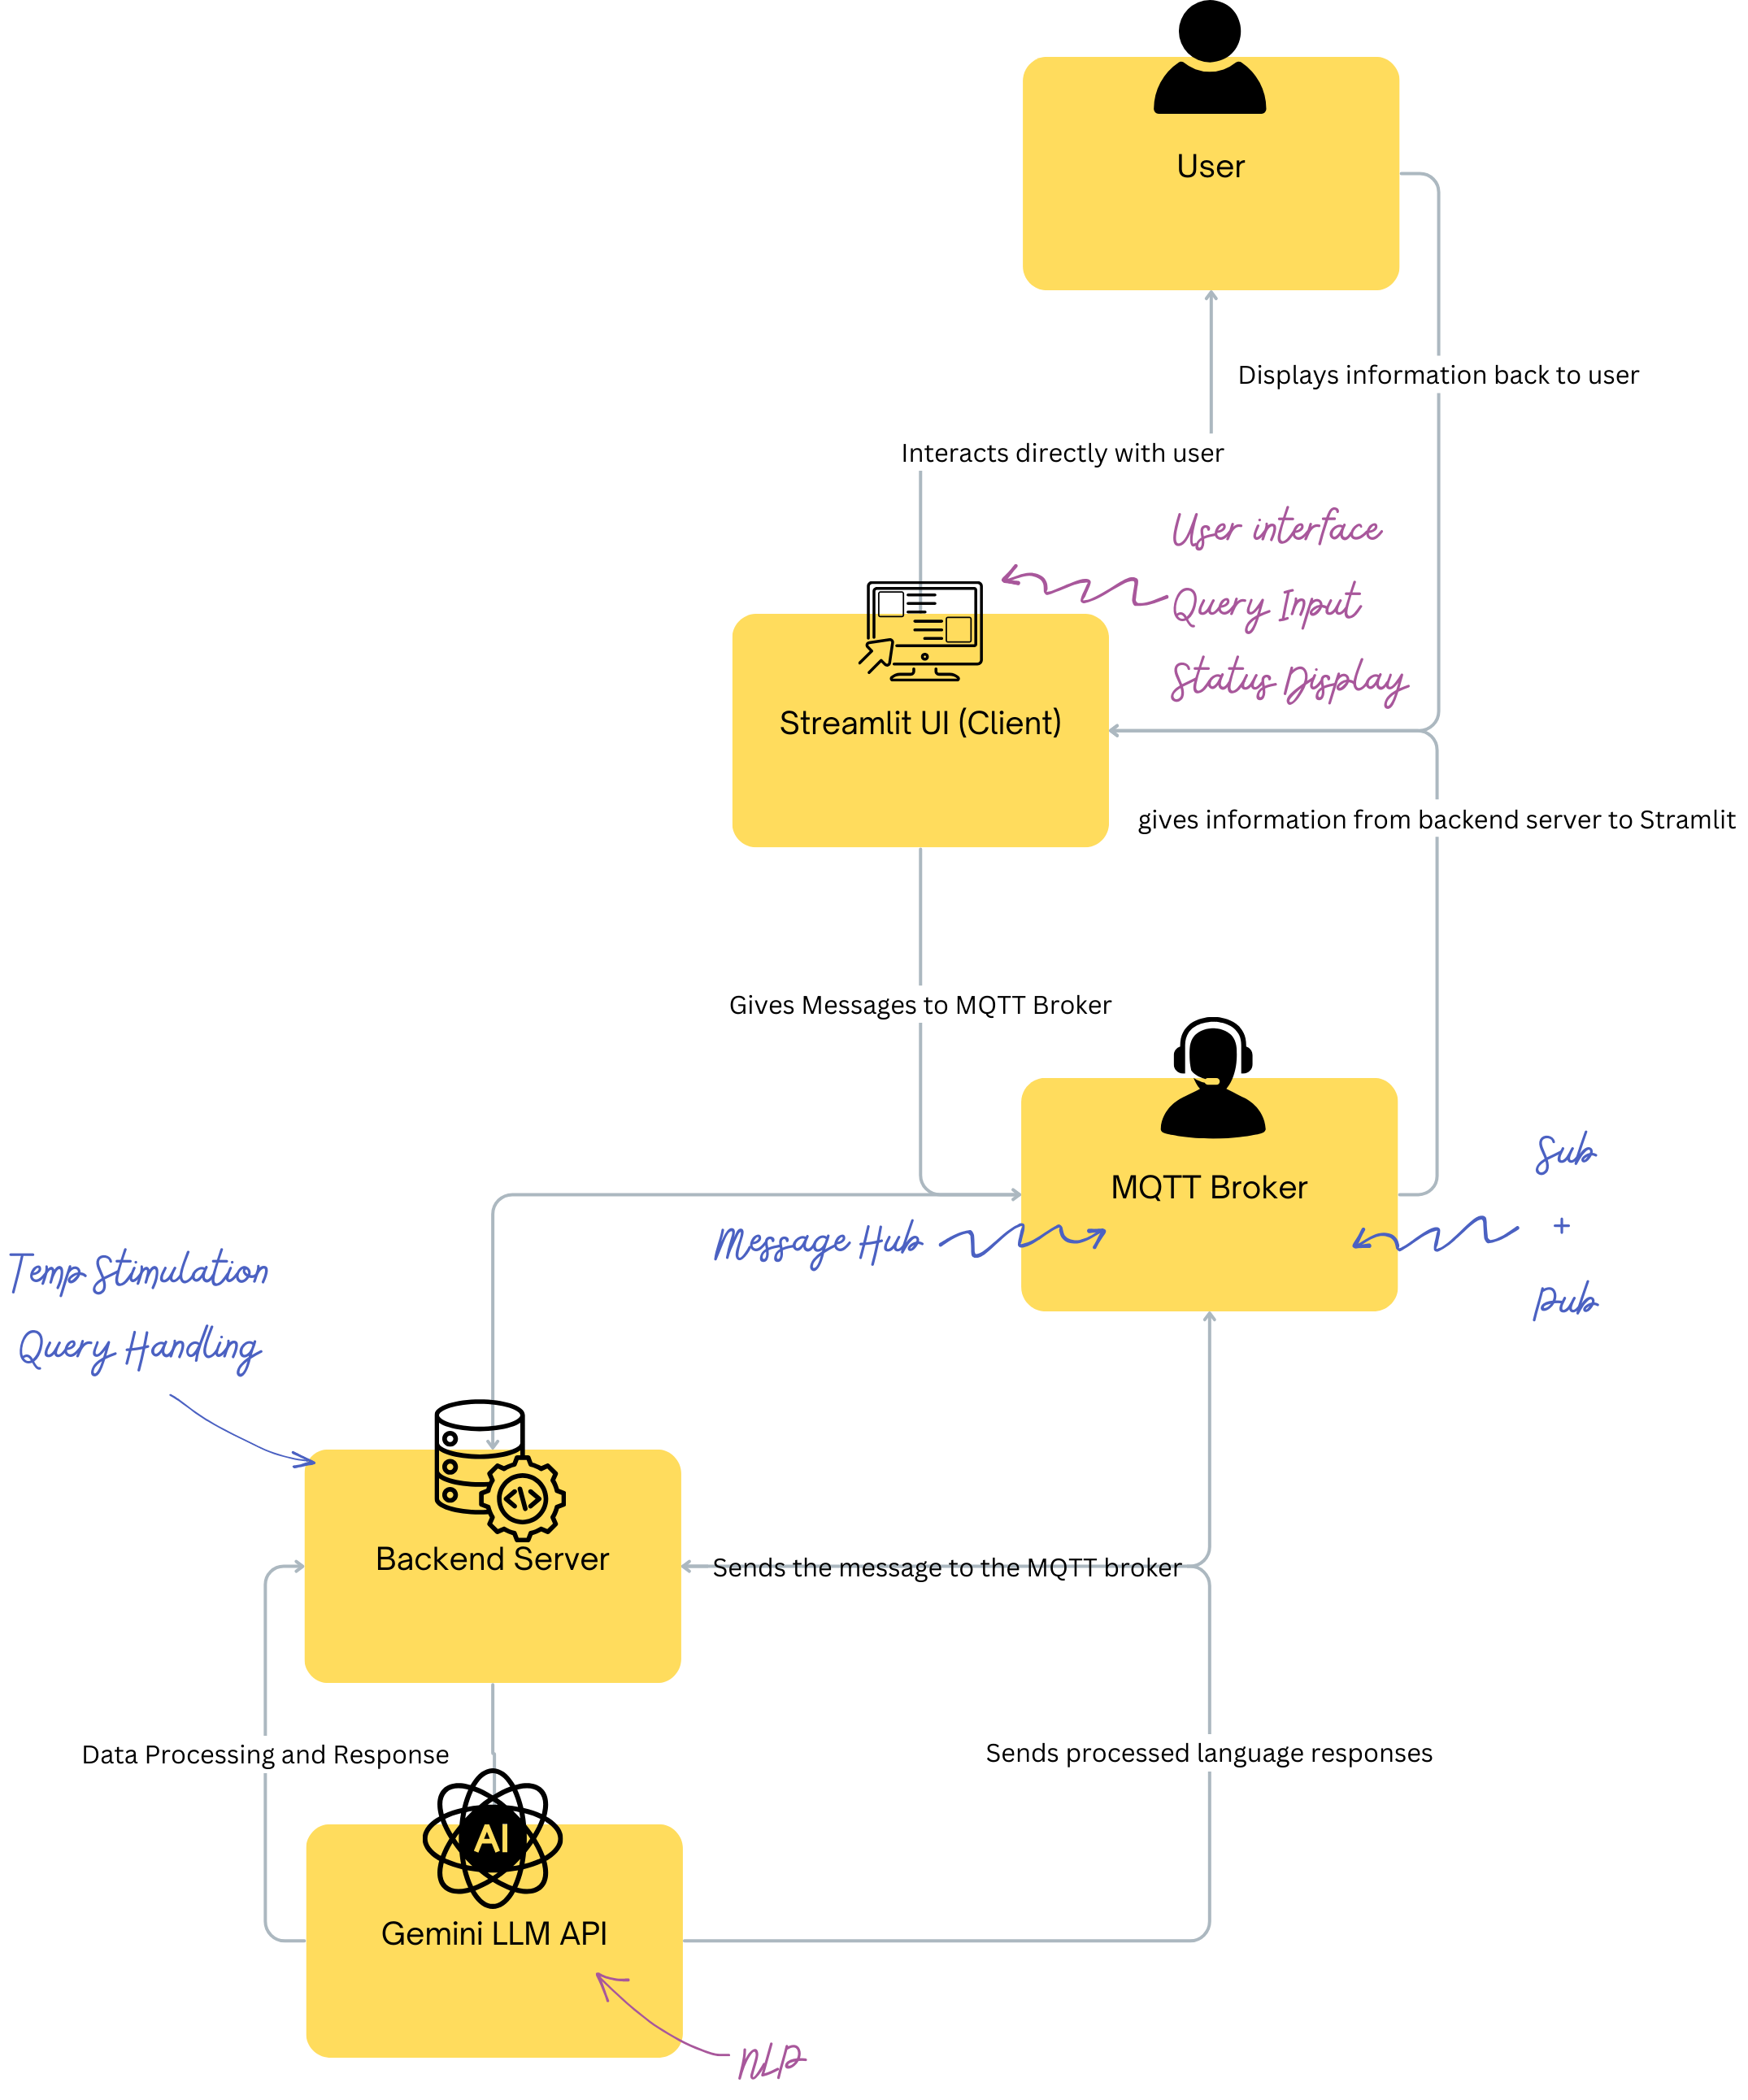 User
Displays information back to user
Interacts directly with user
User interface
Query Input
Status Display
Streamlit UI (Client)
gives information from backend server to Stramlit
Gives Messages to MQTT Broker
MQTT Broker
Sub
+
Pub
Message Hub
Temp Stimulation
Query Handling
Backend Server
Sends the message to the MQTT broker
Data Processing and Response
Sends processed language responses
AI
Gemini LLM API
NLP